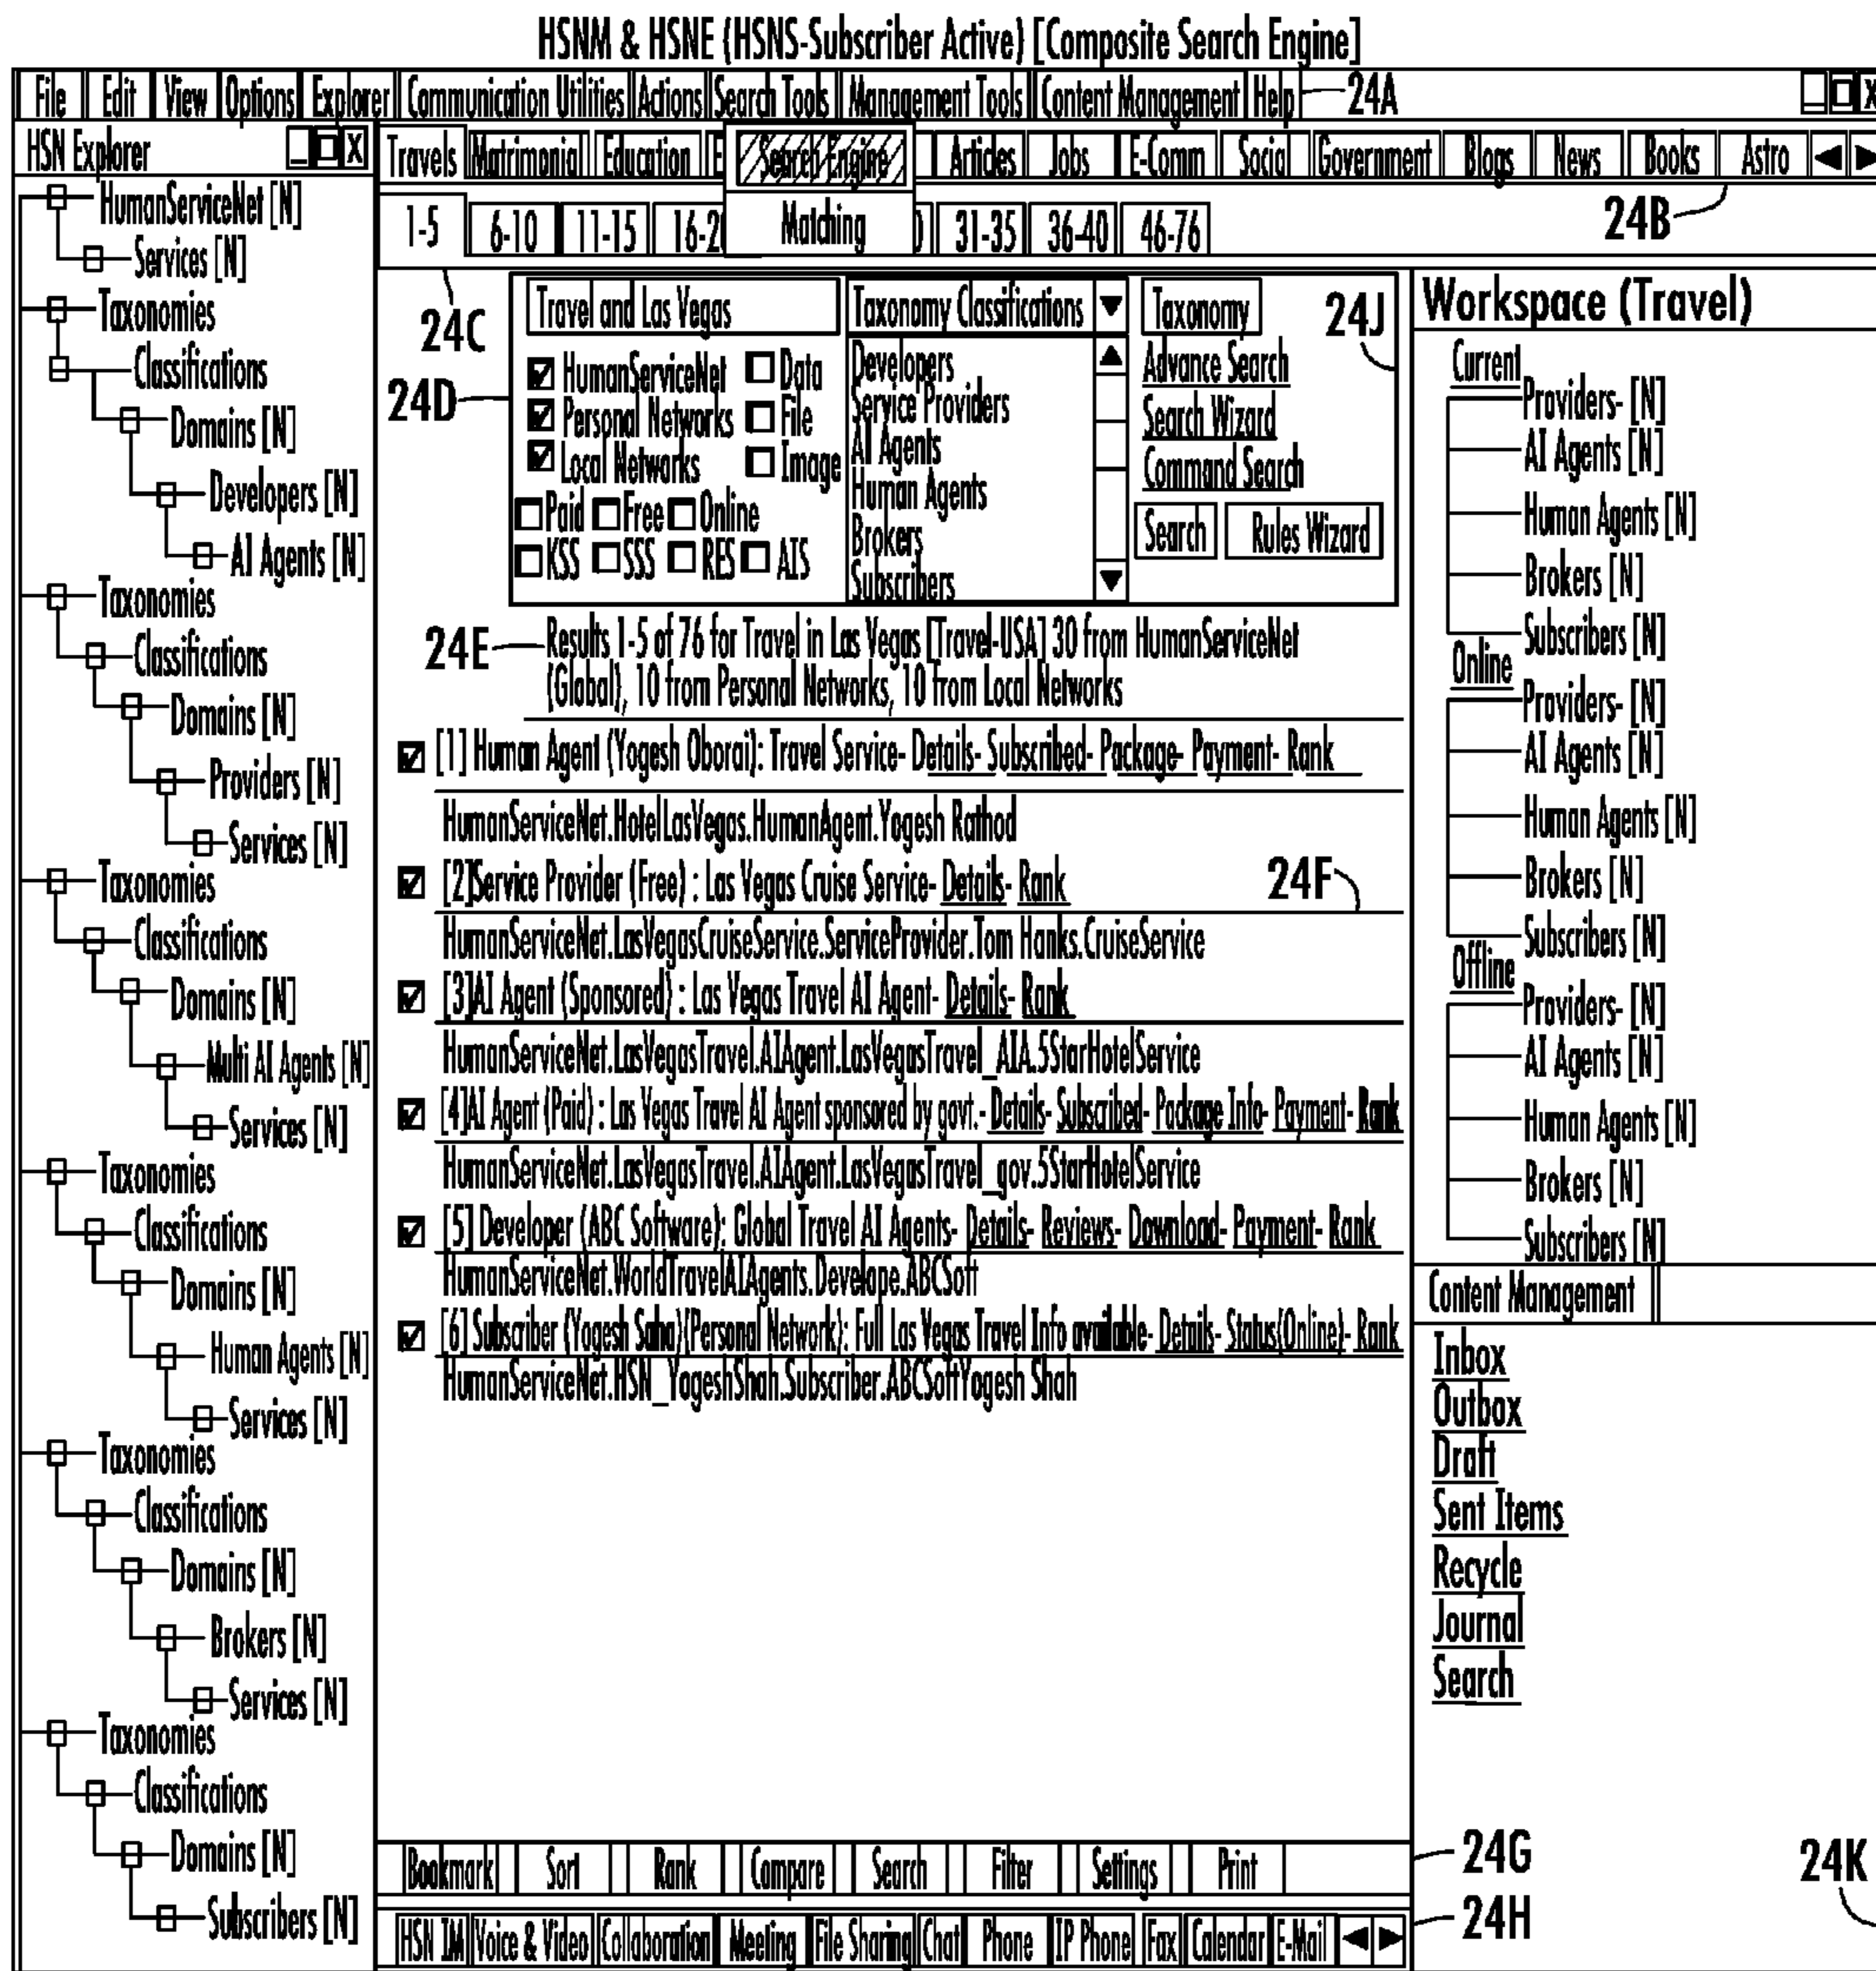 HSNM & HSNE (HSNS-Subscriber Active) [Composite Search Engine]
File Edit View Options Explorer Communication Utilities Actions Search Tools Management Tools Content Management Help 24A
HSN Explorer
Travels Matrimonial Education E Search Engine Articles Jobs E-Comm Social Government Blogs News Books Astro
1-5 6-10 11-15 16-2 Matching 31-35 36-40 46-76
24B
HumanServiceNet [N]
Services [N]
Taxonomies
Classifications
Domains [N]
Developers [N]
AI Agents [N]
Taxonomies
Classifications
Domains [N]
Providers [N]
Services [N]
Taxonomies
Classifications
Domains [N]
Multi AI Agents [N]
Services [N]
Taxonomies
Classifications
Domains [N]
Human Agents [N]
Services [N]
Taxonomies
Classifications
Domains [N]
Brokers [N]
Services [N]
Taxonomies
Classifications
Domains [N]
Subscribers [N]
24C
24D
Travel and Las Vegas
HumanServiceNet Data
Personal Networks File
Local Networks Image
Paid Free Online
KSS SSS RES AIS
Taxonomy Classifications
Developers
Service Providers
AI Agents
Human Agents
Brokers
Subscribers
Taxonomy
24J
Advance Search
Search Wizard
Command Search
Search Rules Wizard
24E
Results 1-5 of 76 for Travel in Las Vegas [Travel-USA] 30 from HumanServiceNet
(Global), 10 from Personal Networks, 10 from Local Networks
[1] Human Agent (Yogesh Oborai): Travel Service- Details- Subscribed- Package- Payment- Rank
HumanServiceNet.HotelLasVegas.HumanAgent.Yogesh Rathod
[2]Service Provider (Free) : Las Vegas Cruise Service- Details- Rank
24F
HumanServiceNet.LasVegasCruiseService.ServiceProvider.Tom Hanks.CruiseService
[3]AI Agent (Sponsored) : Las Vegas Travel AI Agent- Details- Rank
HumanServiceNet.LasVegasTravel.AIAgent.LasVegasTravel_AIA.5StarHotelService
[4]AI Agent (Paid) : Las Vegas Travel AI Agent sponsored by govt.- Details- Subscribed- Package Info- Payment- Rank
HumanServiceNet.LasVegasTravel.AIAgent.LasVegasTravel_gov.5StarHotelService
[5] Developer (ABC Software): Global Travel AI Agents- Details- Reviews- Download- Payment- Rank
HumanServiceNet.WorldTravelAIAgents.Develope.ABCSoft
[6] Subscriber (Yogesh Saha)(Personal Network): Full Las Vegas Travel Info available- Details- Status(Online)- Rank
HumanServiceNet.HSN_YogeshShah.Subscriber.ABCSoftYogesh Shah
Workspace (Travel)
Current
Providers- [N]
AI Agents [N]
Human Agents [N]
Brokers [N]
Subscribers [N]
Online
Providers- [N]
AI Agents [N]
Human Agents [N]
Brokers [N]
Subscribers [N]
Offline
Providers- [N]
AI Agents [N]
Human Agents [N]
Brokers [N]
Subscribers [N]
Content Management
Inbox
Outbox
Draft
Sent Items
Recycle
Journal
Search
Bookmark Sort Rank Compare Search Filter Settings Print
24G
24K
HSN IM Voice & Video Collaboration Meeting File Sharing Chat Phone IP Phone Fax Calendar E-Mail
24H